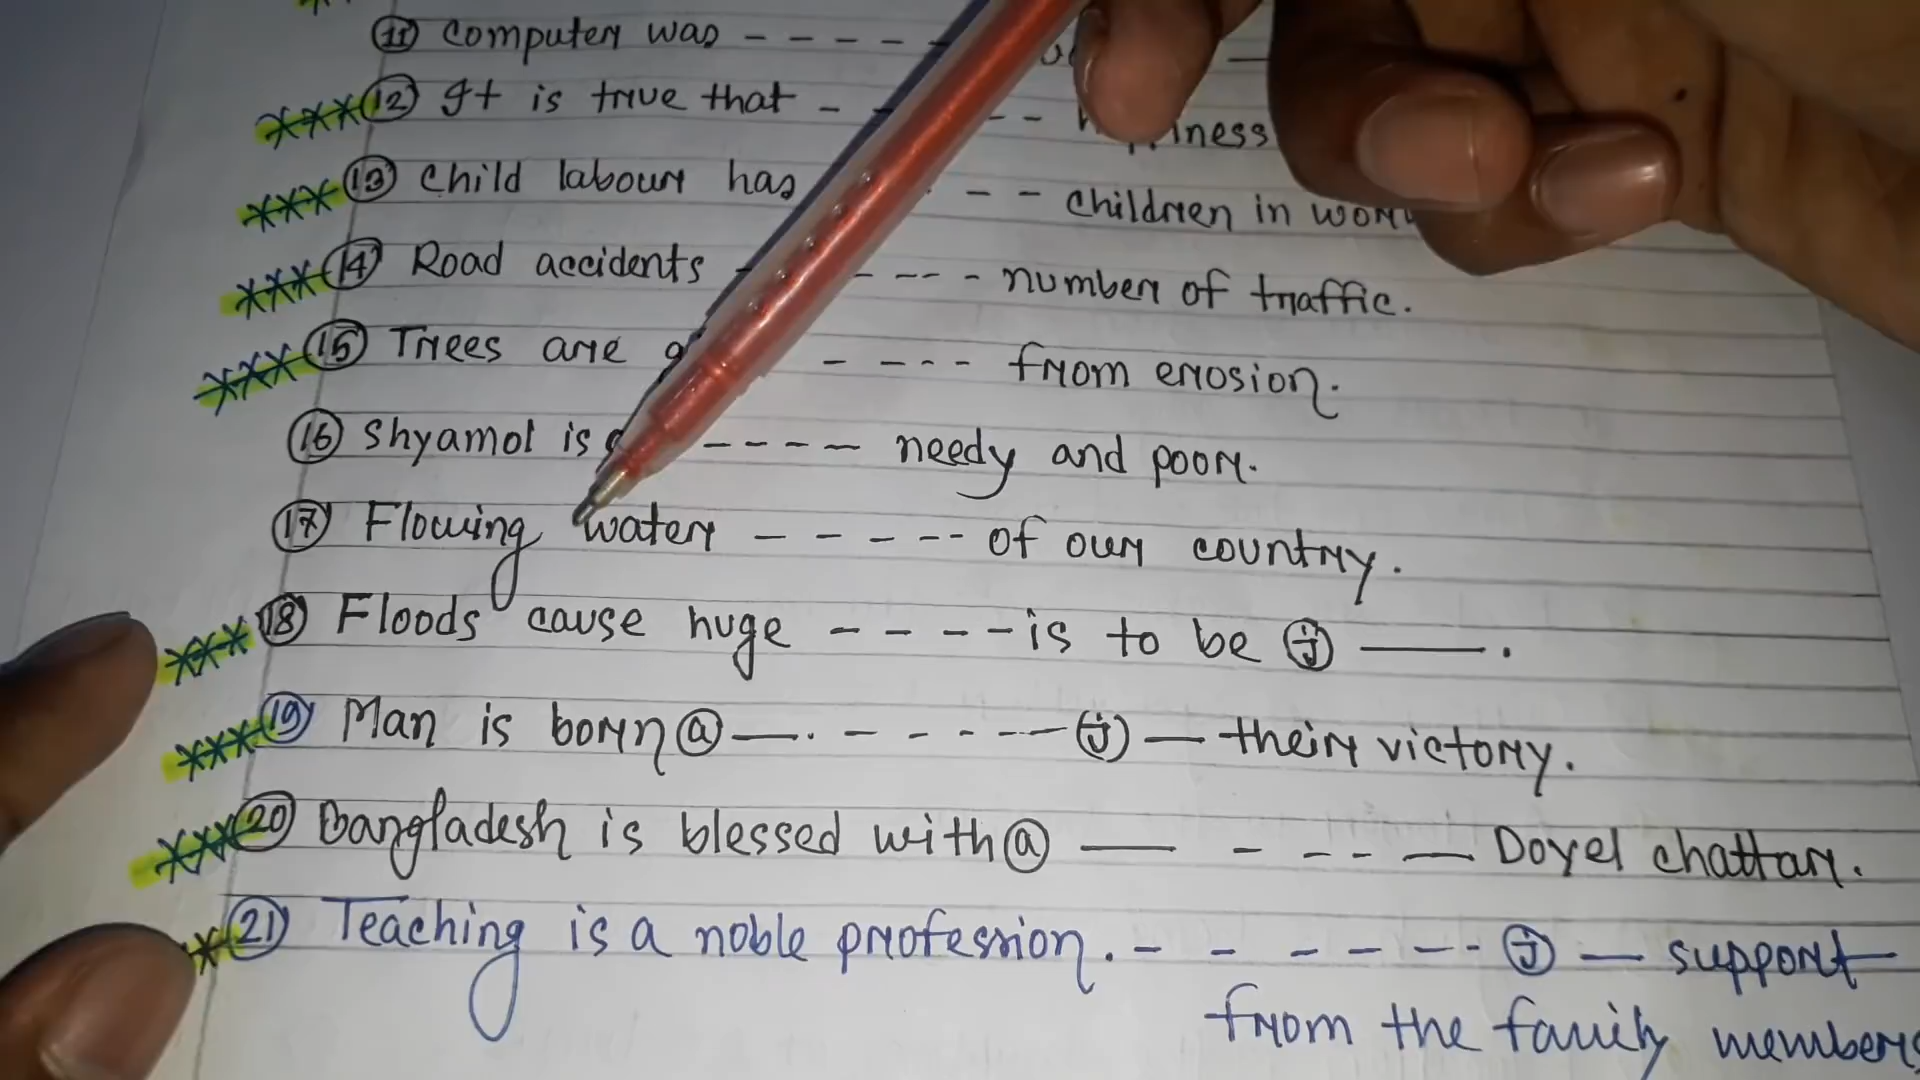 11 Computer was - - - - -
*** 12 It is true that - - - -
*** 13 Child labour has - - - children in
*** 14 Road accidents - - - - - number of traffic.
*** 15 Trees are - - - - - from erosion.
16 Shyamol is - - - - - needy and poor.
17 Flowing water - - - - - - of our country.
*** 18 Floods cause huge - - - - is to be (j) ——.
*** 19 Man is born (a) ——. - - - - — (j) — their victory.
*** 20 Bangladesh is blessed with (a) —— - - - — Doyel chattar.
* 21 Teaching is a noble profession. - - - - - - (j) — support
from the family members